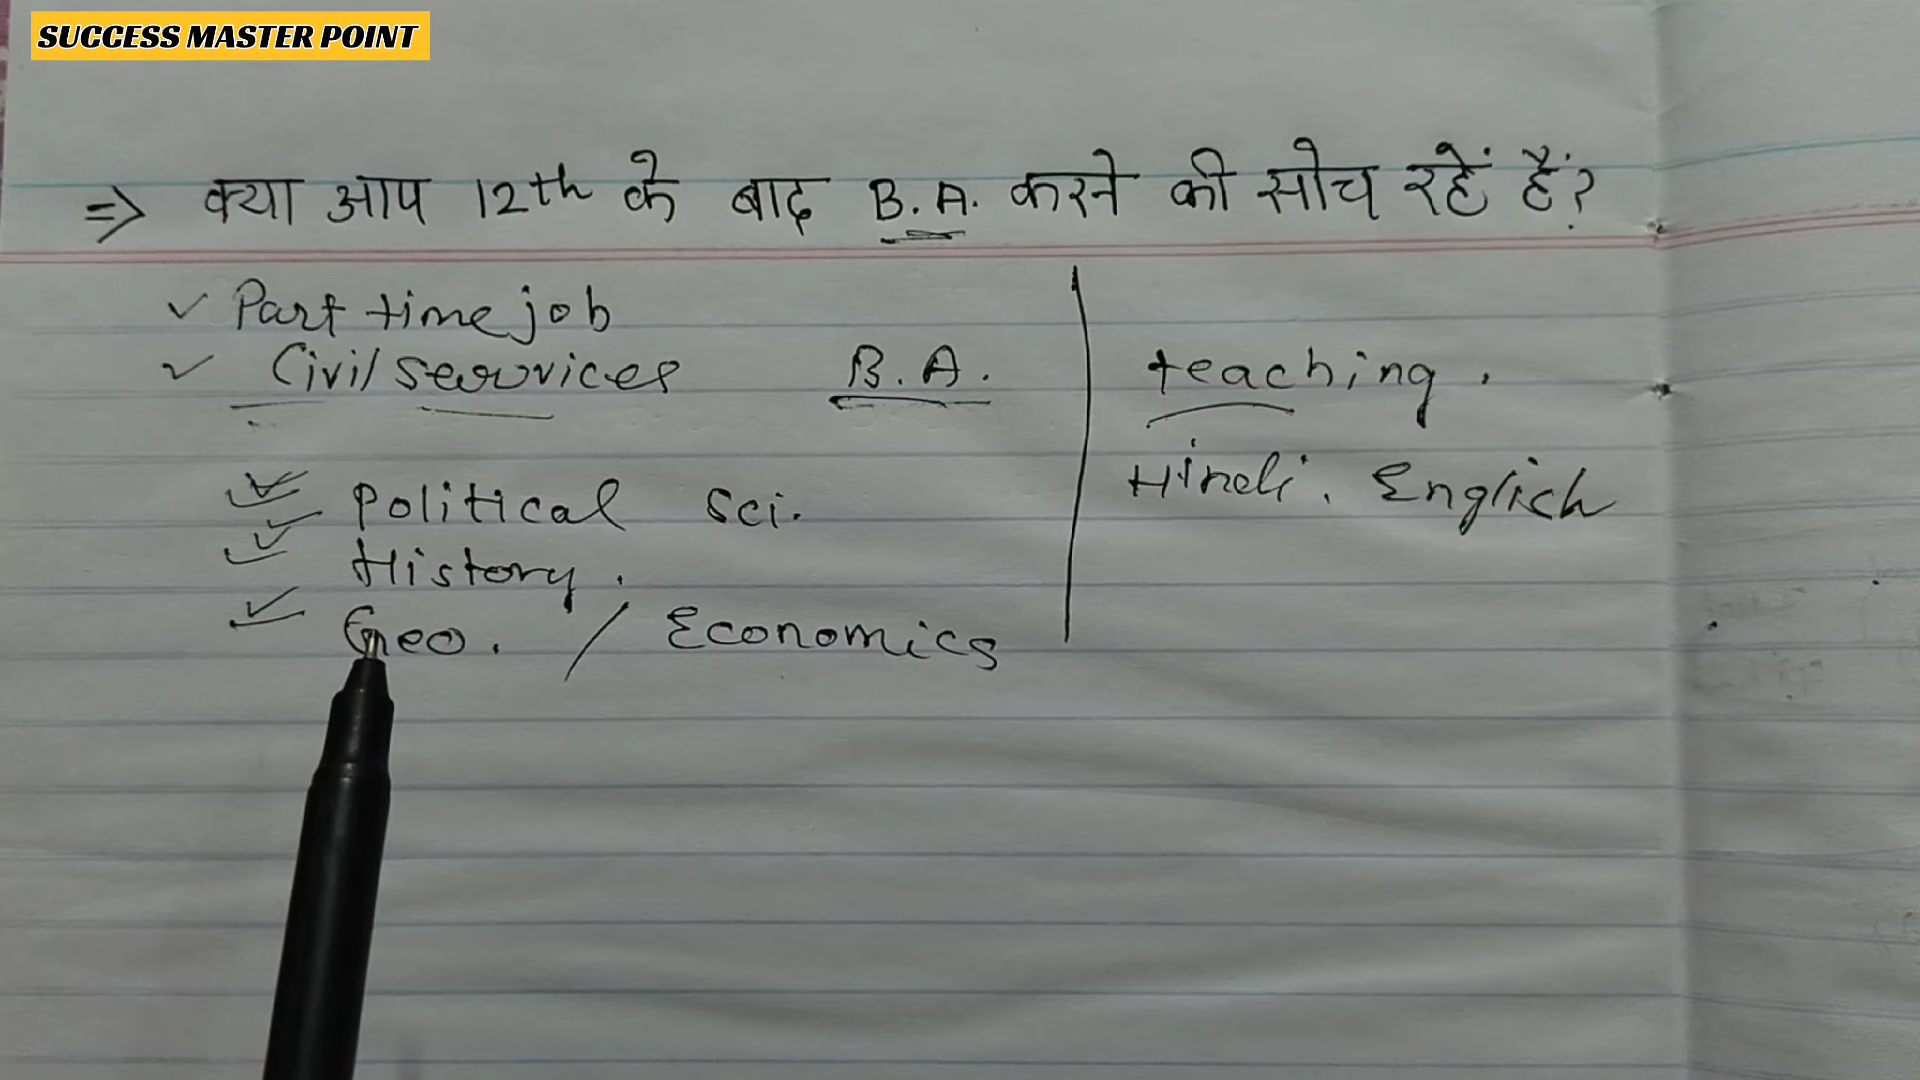 SUCCESS MASTER POINT
⇒ क्या आप 12th के बाद B.A. करने की सोच रहें हैं?
✓ Part time job
✓ Civil services B.A.
Political Sci.
History.
Geo. / Economics
teaching.
Hindi. English